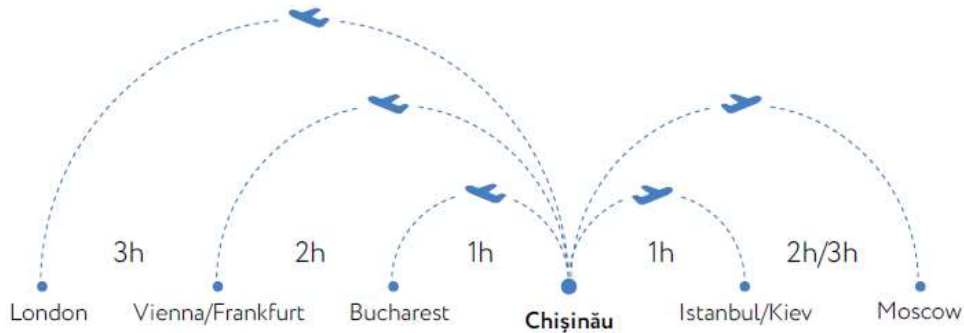 3h 2h 1h 1h 2h/3h
London Vienna/Frankfurt Bucharest Chișinău Istanbul/Kiev Moscow